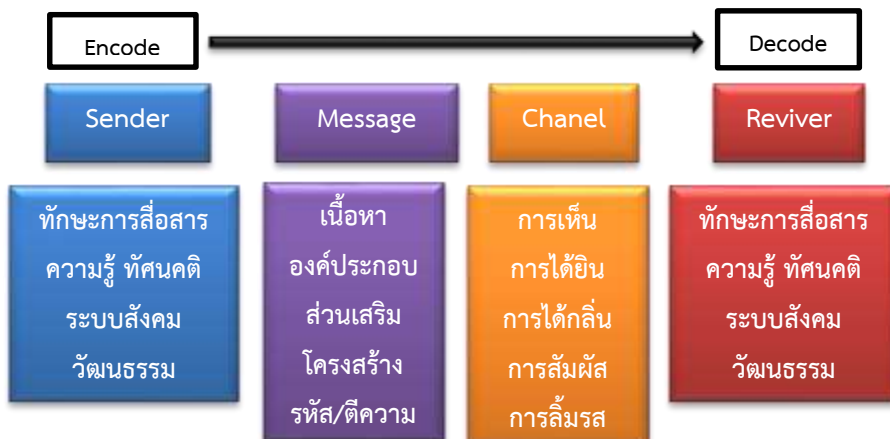 Encode
Decode
Sender
Message
Chanel
Reviver
ทักษะการสื่อสาร
ความรู้ ทัศนคติ
ระบบสังคม
วัฒนธรรม
เนื้อหา
องค์ประกอบ
ส่วนเสริม
โครงสร้าง
รหัส/ตีความ
การเห็น
การได้ยิน
การได้กลิ่น
การสัมผัส
การลิ้มรส
ทักษะการสื่อสาร
ความรู้ ทัศนคติ
ระบบสังคม
วัฒนธรรม